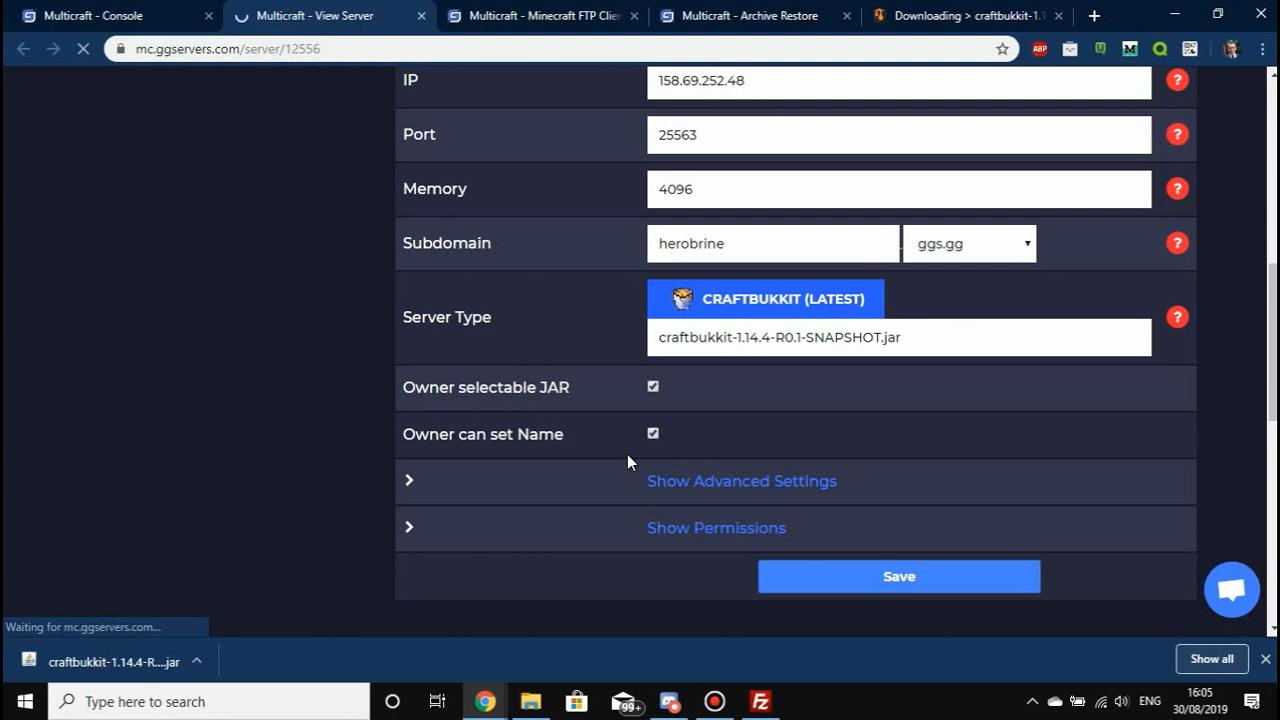 Multicraft - Console
Multicraft - View Server
Multicraft - Minecraft FTP Clien
Multicraft - Archive Restore
Downloading > craftbukkit-1.1
mc.ggservers.com/server/12556
ABP
IP
158.69.252.48
?
Port
25563
?
Memory
4096
?
Subdomain
herobrine
.
ggs.gg
?
Server Type
CRAFTBUKKIT (LATEST)
craftbukkit-1.14.4-R0.1-SNAPSHOT.jar
?
Owner selectable JAR
Owner can set Name
Show Advanced Settings
Show Permissions
Save
Waiting for mc.ggservers.com...
craftbukkit-1.14.4-R....jar
Show all
Type here to search
99+
Fz
ENG
16:05
30/08/2019